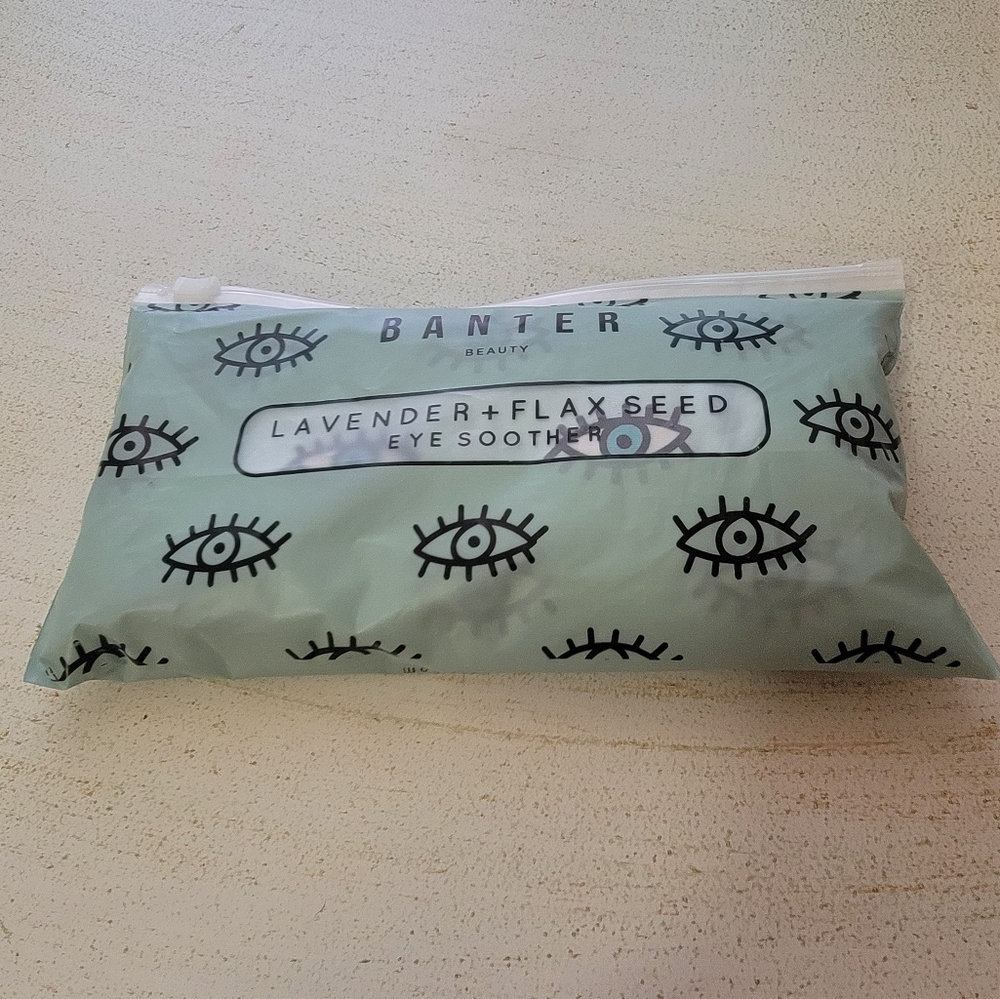 BANTER
BEAUTY
LAVENDER + FLAX SEED
EYE SOOTHER